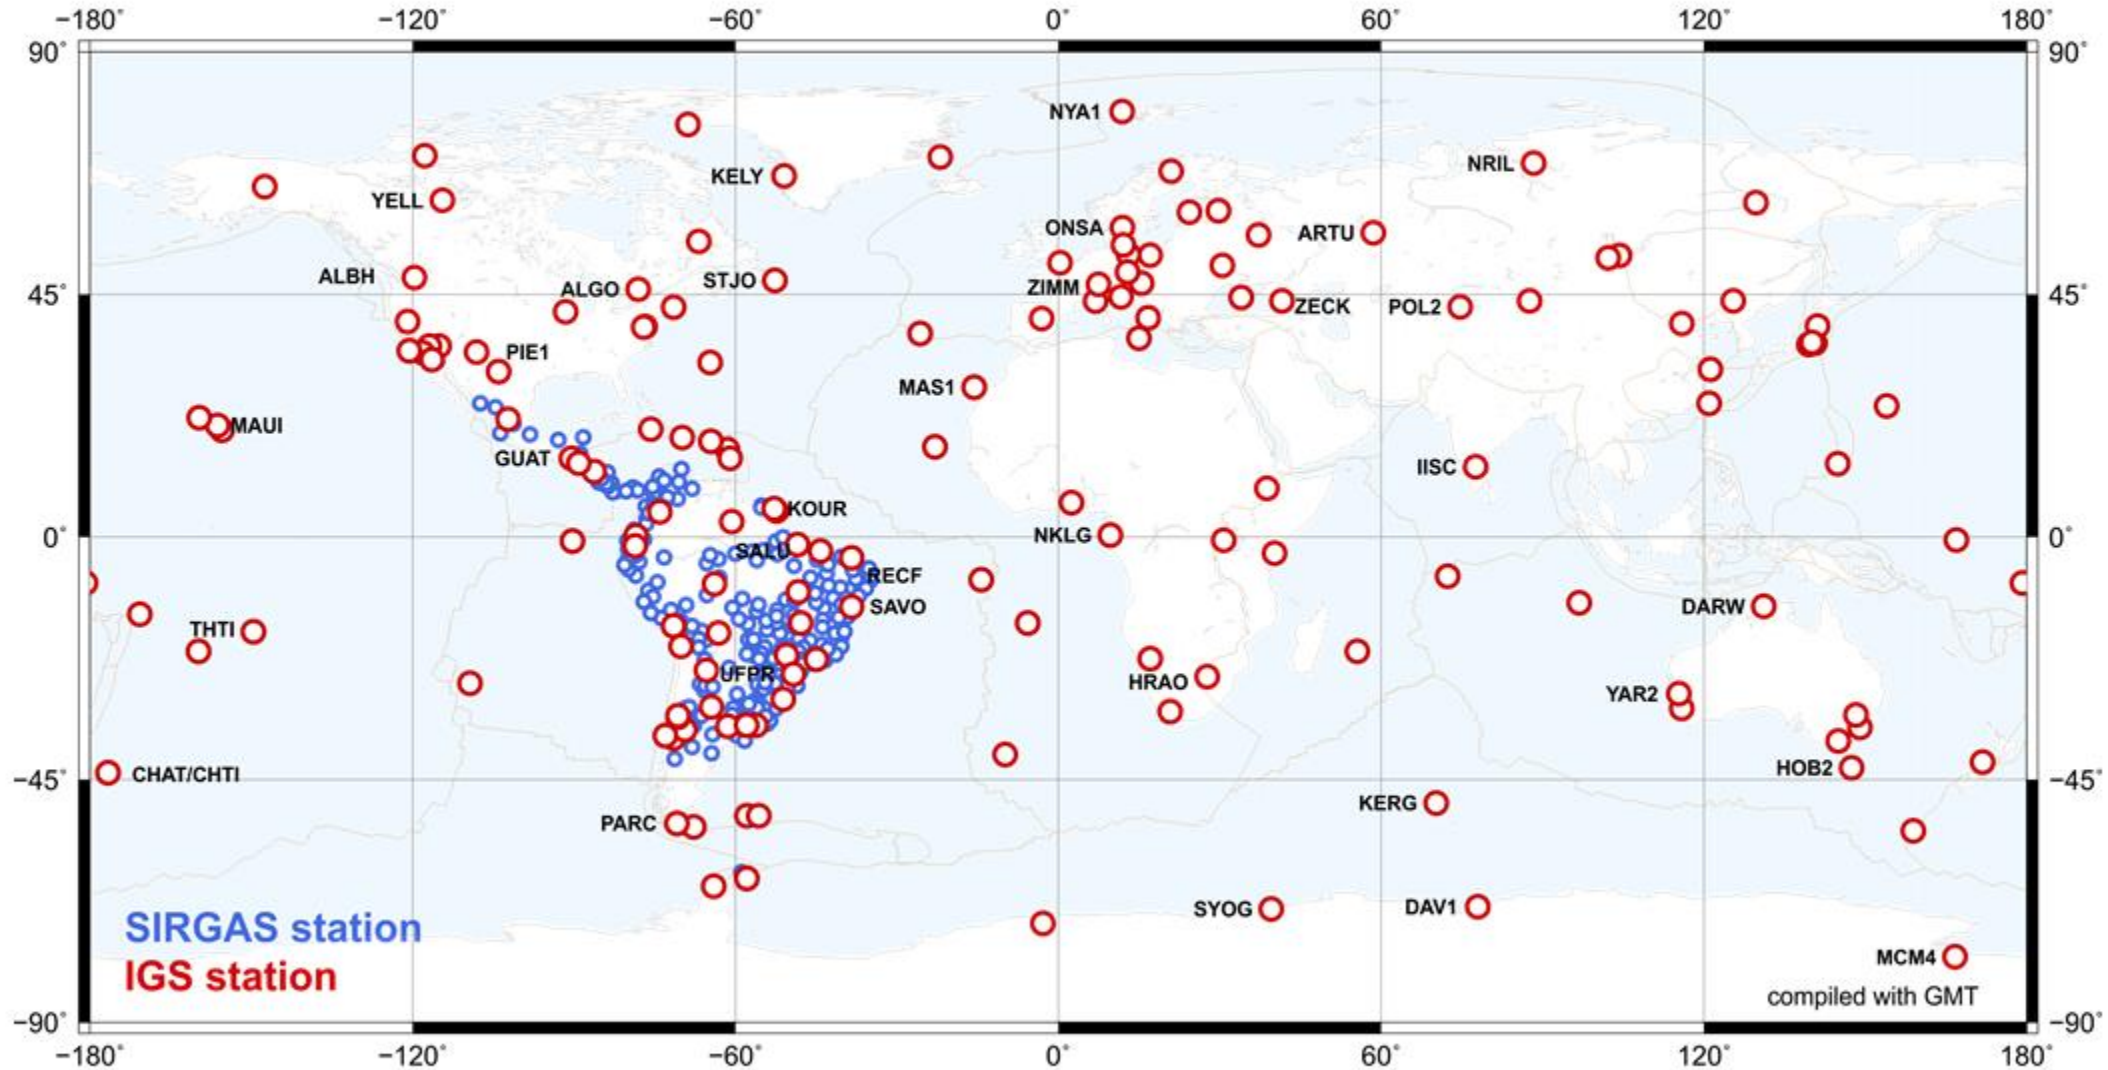 −180˚ −120˚ −60˚ 0˚ 60˚ 120˚ 180˚
90˚ 90˚
NYA1
NRIL
KELY
YELL
ONSA
ARTU
ALBH
STJO
ALGO
ZIMM
45˚ 45˚
ZECK
POL2
PIE1
MAS1
MAUI
GUAT
IISC
KOUR
NKLG
0˚ 0˚
SALU
RECF
SAVO
DARW
THTI
UFPR
HRAO
YAR2
HOB2
CHAT/CHTI
−45˚ −45˚
KERG
PARC
SYOG
DAV1
SIRGAS station
MCM4
IGS station
compiled with GMT
−90˚ −90˚
−180˚ −120˚ −60˚ 0˚ 60˚ 120˚ 180˚